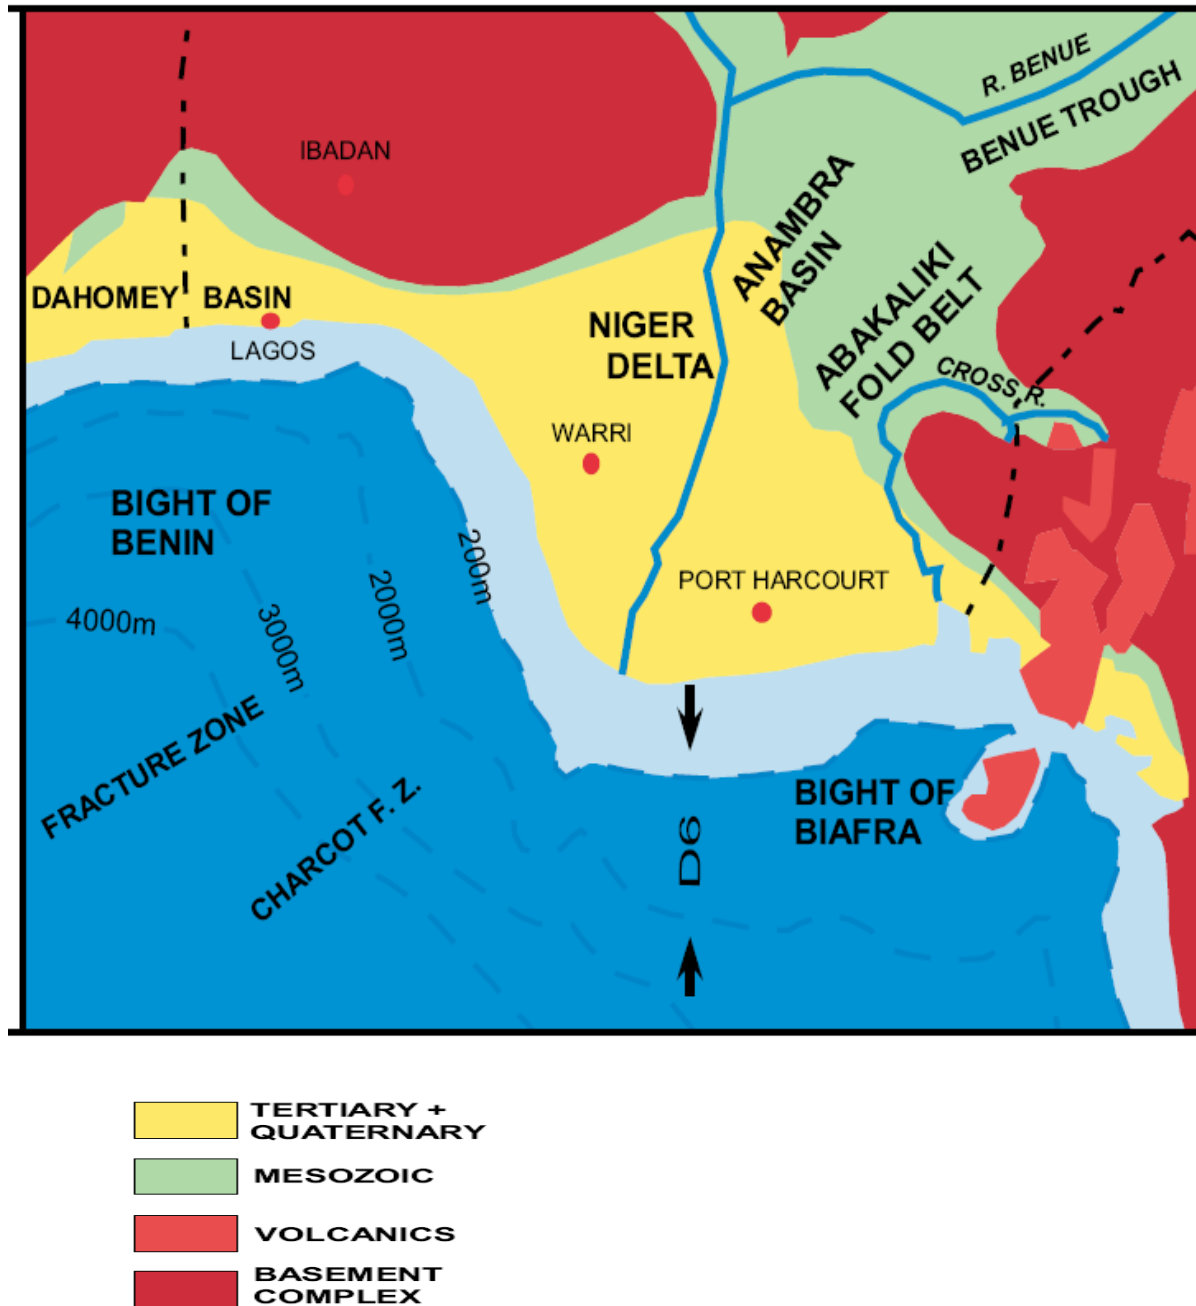 R. BENUE
BENUE TROUGH
IBADAN
ANAMBRA
BASIN
ABAKALIKI
FOLD BELT
DAHOMEY BASIN
LAGOS
NIGER
DELTA
CROSS R.
WARRI
BIGHT OF
BENIN
200m
2000m
3000m
4000m
PORT HARCOURT
FRACTURE ZONE
CHARCOT F. Z.
D6
BIGHT OF
BIAFRA
TERTIARY +
QUATERNARY
MESOZOIC
VOLCANICS
BASEMENT
COMPLEX